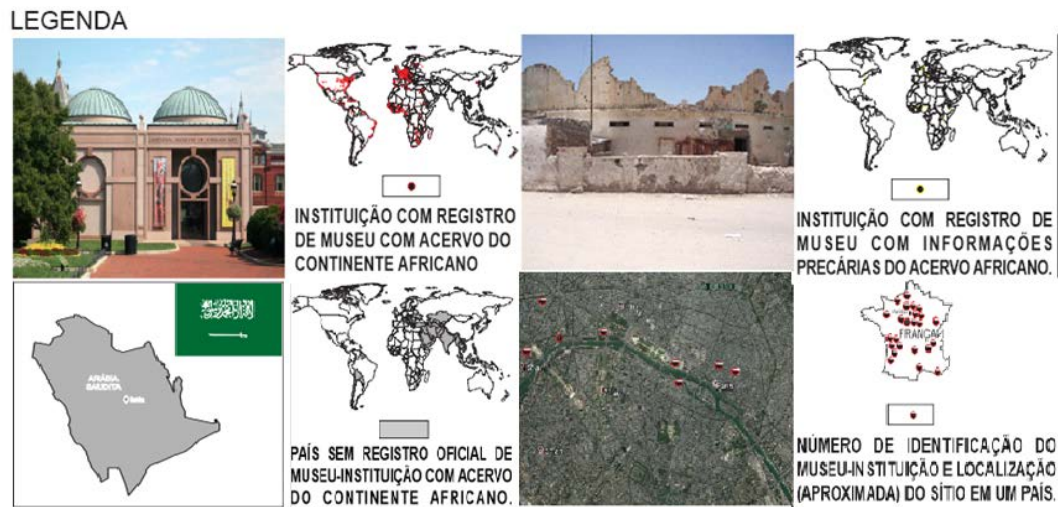 LEGENDA
INSTITUIÇÃO COM REGISTRO
DE MUSEU COM ACERVO DO
CONTINENTE AFRICANO
INSTITUIÇÃO COM REGISTRO DE
MUSEU COM INFORMAÇÕES
PRECÁRIAS DO ACERVO AFRICANO.
ARÁBIA
SAUDITA
PAÍS SEM REGISTRO OFICIAL DE
MUSEU-INSTITUIÇÃO COM ACERVO
DO CONTINENTE AFRICANO.
NÚMERO DE IDENTIFICAÇÃO DO
MUSEU-INSTITUIÇÃO E LOCALIZAÇÃO
(APROXIMADA) DO SÍTIO EM UM PAÍS.